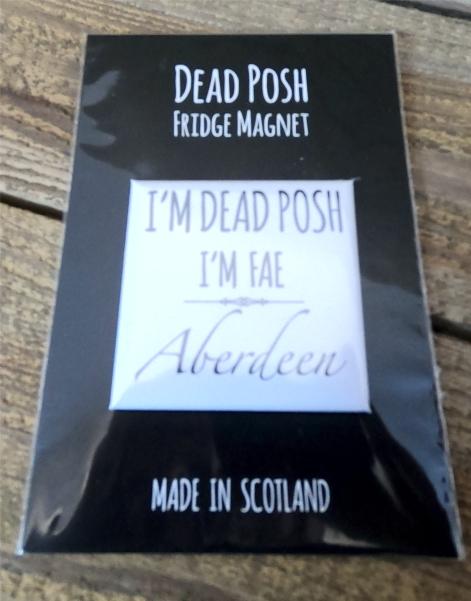 DEAD POSH
FRIDGE MAGNET
I'M DEAD POSH
I'M FAE
Aberdeen
MADE IN SCOTLAND